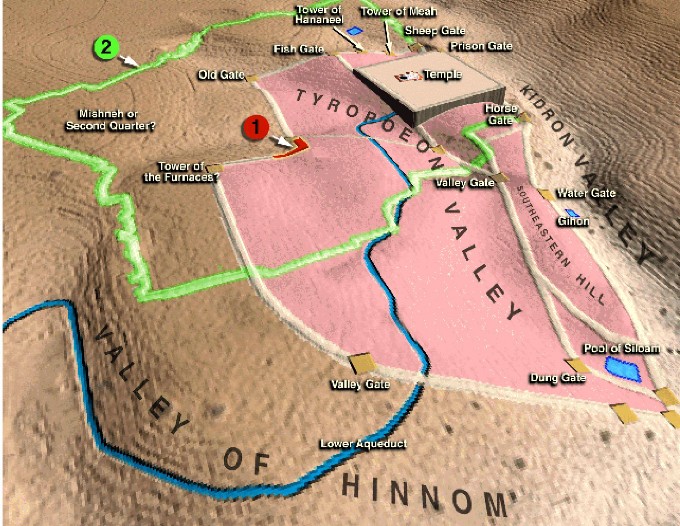 Tower of
Hananeel
Tower of Meah
Sheep Gate
Prison Gate
Fish Gate
2
Old Gate
Temple
TYROPOEON
VALLEY
Horse
Gate
KIDRON VALLEY
Mishneh or
Second Quarter?
1
Tower of
the Furnaces?
Valley Gate
Water Gate
Gihon
SOUTHEASTERN HILL
Pool of Siloam
Dung Gate
Valley Gate
Lower Aqueduct
VALLEY OF HINNOM